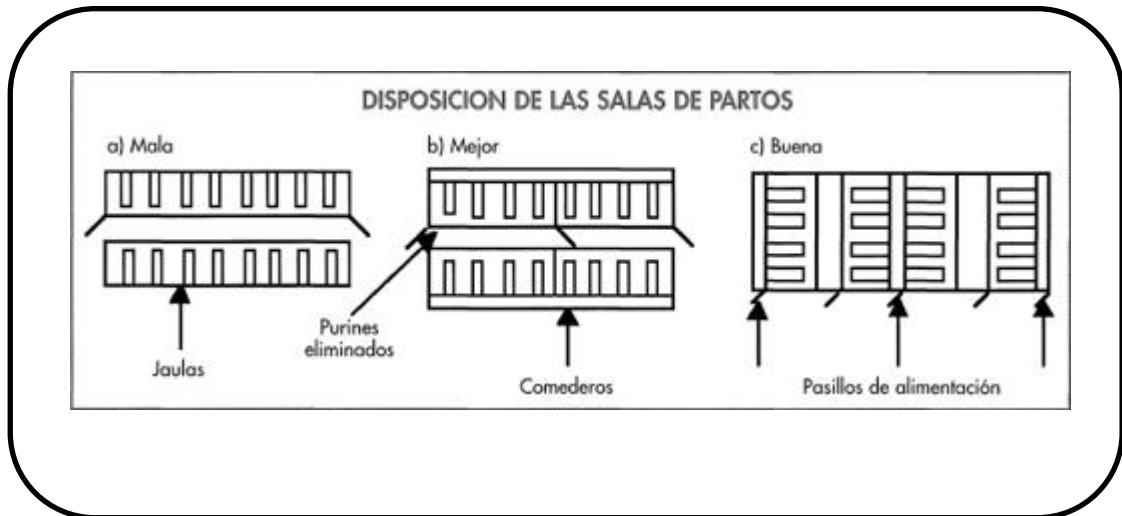 DISPOSICION DE LAS SALAS DE PARTOS
a) Mala
b) Mejor
c) Buena
Purines
eliminados
Jaulas
Comederos
Pasillos de alimentación